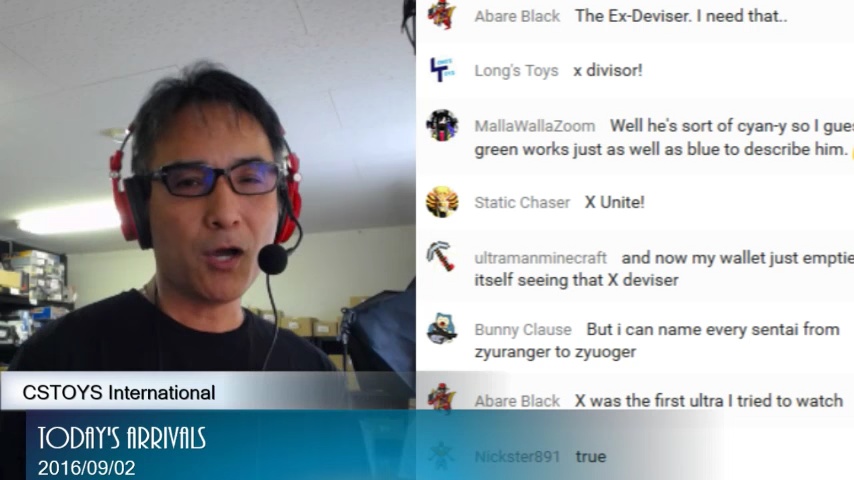 Abare Black The Ex-Deviser. I need that..
Long's Toys x divisor!
MallaWallaZoom Well he's sort of cyan-y so I gues
green works just as well as blue to describe him.
Static Chaser X Unite!
ultramanminecraft and now my wallet just emptie
itself seeing that X deviser
Bunny Clause But i can name every sentai from
zyuranger to zyuoger
Abare Black X was the first ultra I tried to watch
Nickster891 true
CSTOYS International
TODAY'S ARRIVALS
2016/09/02